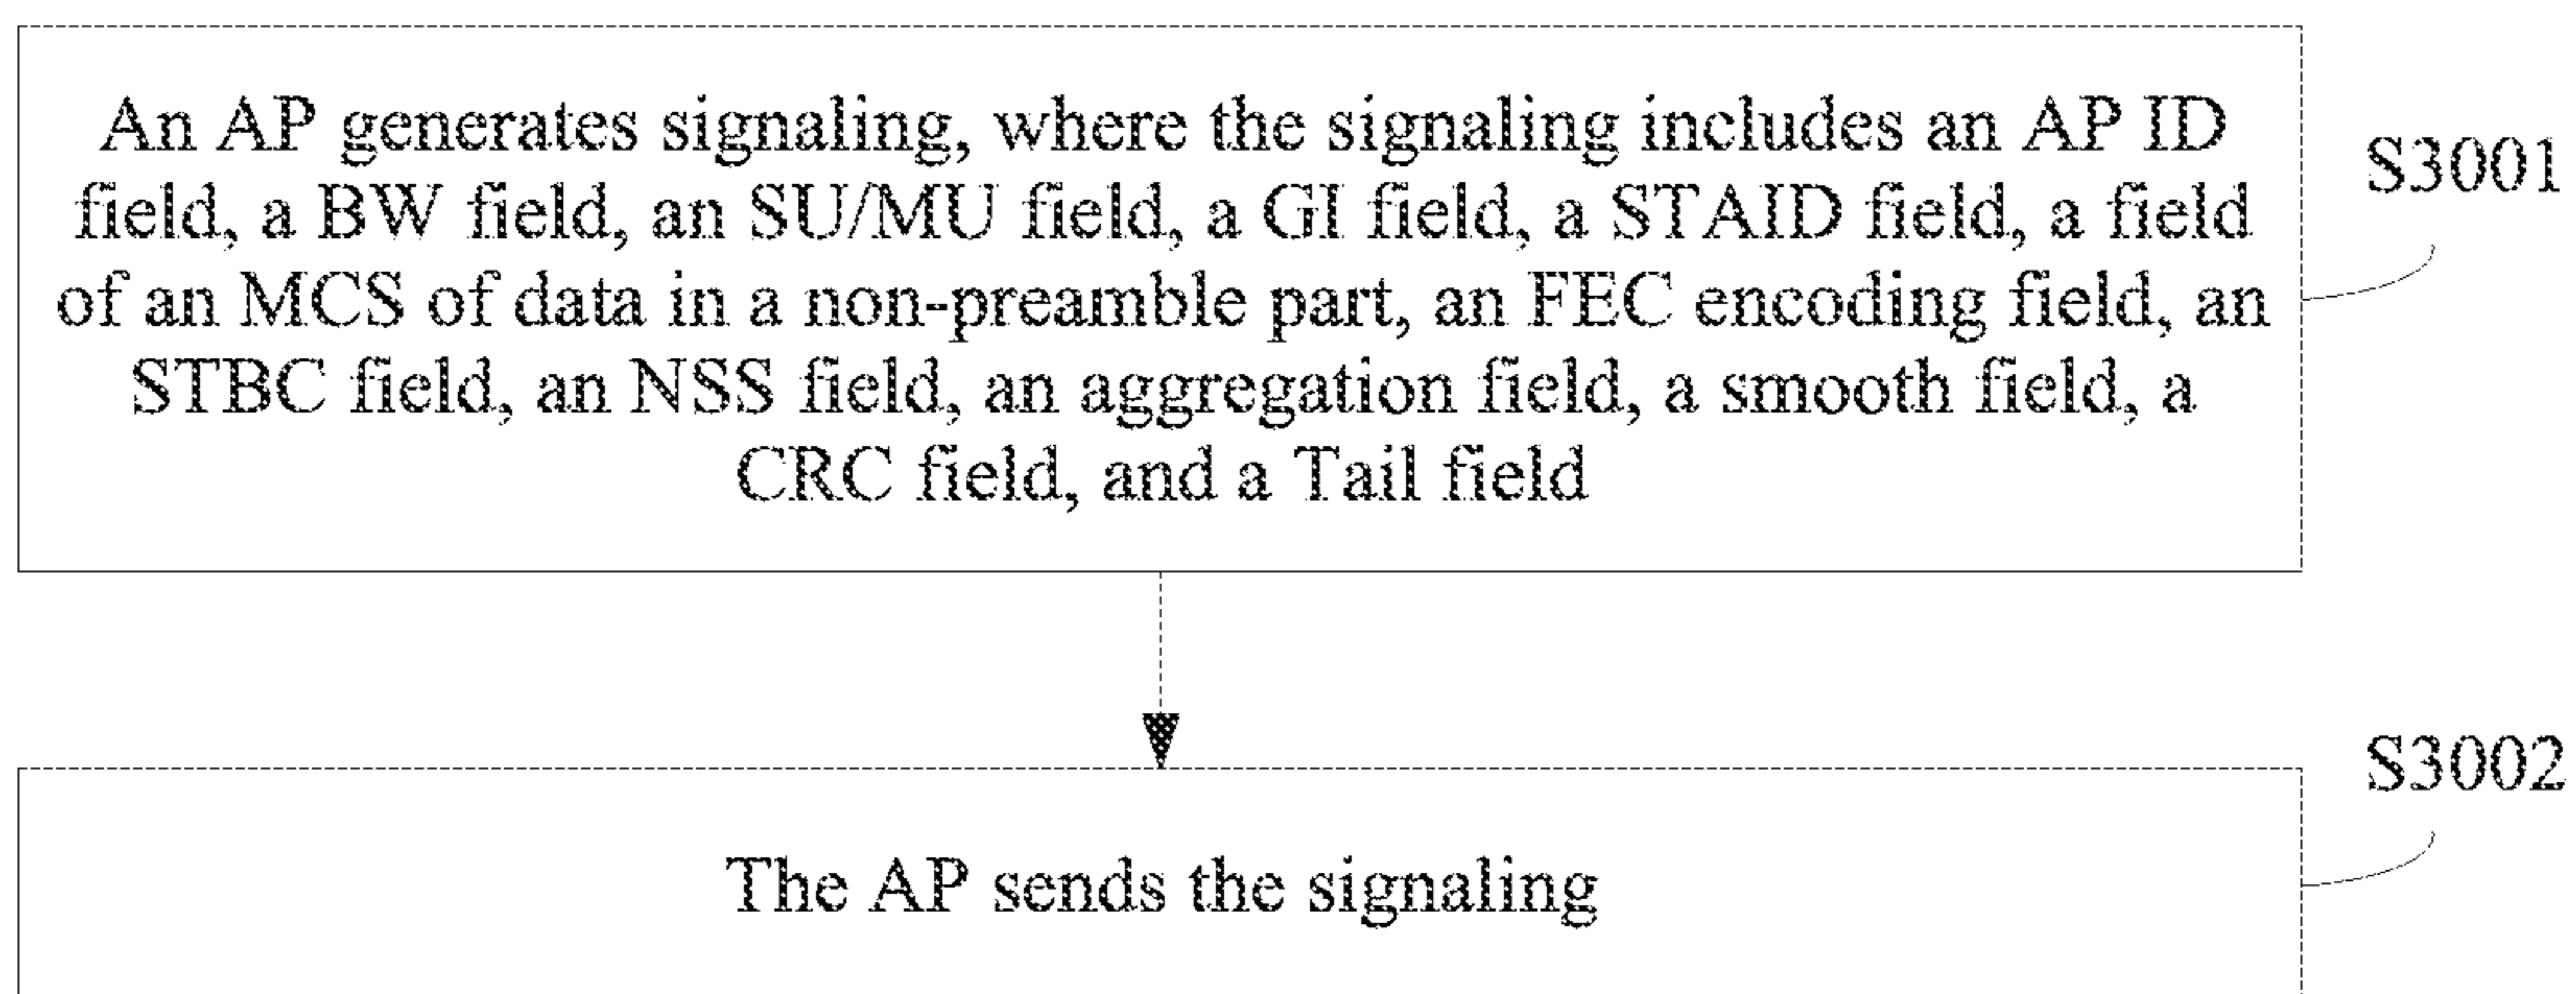 An AP generates signaling, where the signaling includes an AP ID
field, a BW field, an SU/MU field, a GI field, a STAID field, a field
of an MCS of data in a non-preamble part, an FEC encoding field, an
STBC field, an NSS field, an aggregation field, a smooth field, a
CRC field, and a Tail field
S3001
The AP sends the signaling
S3002